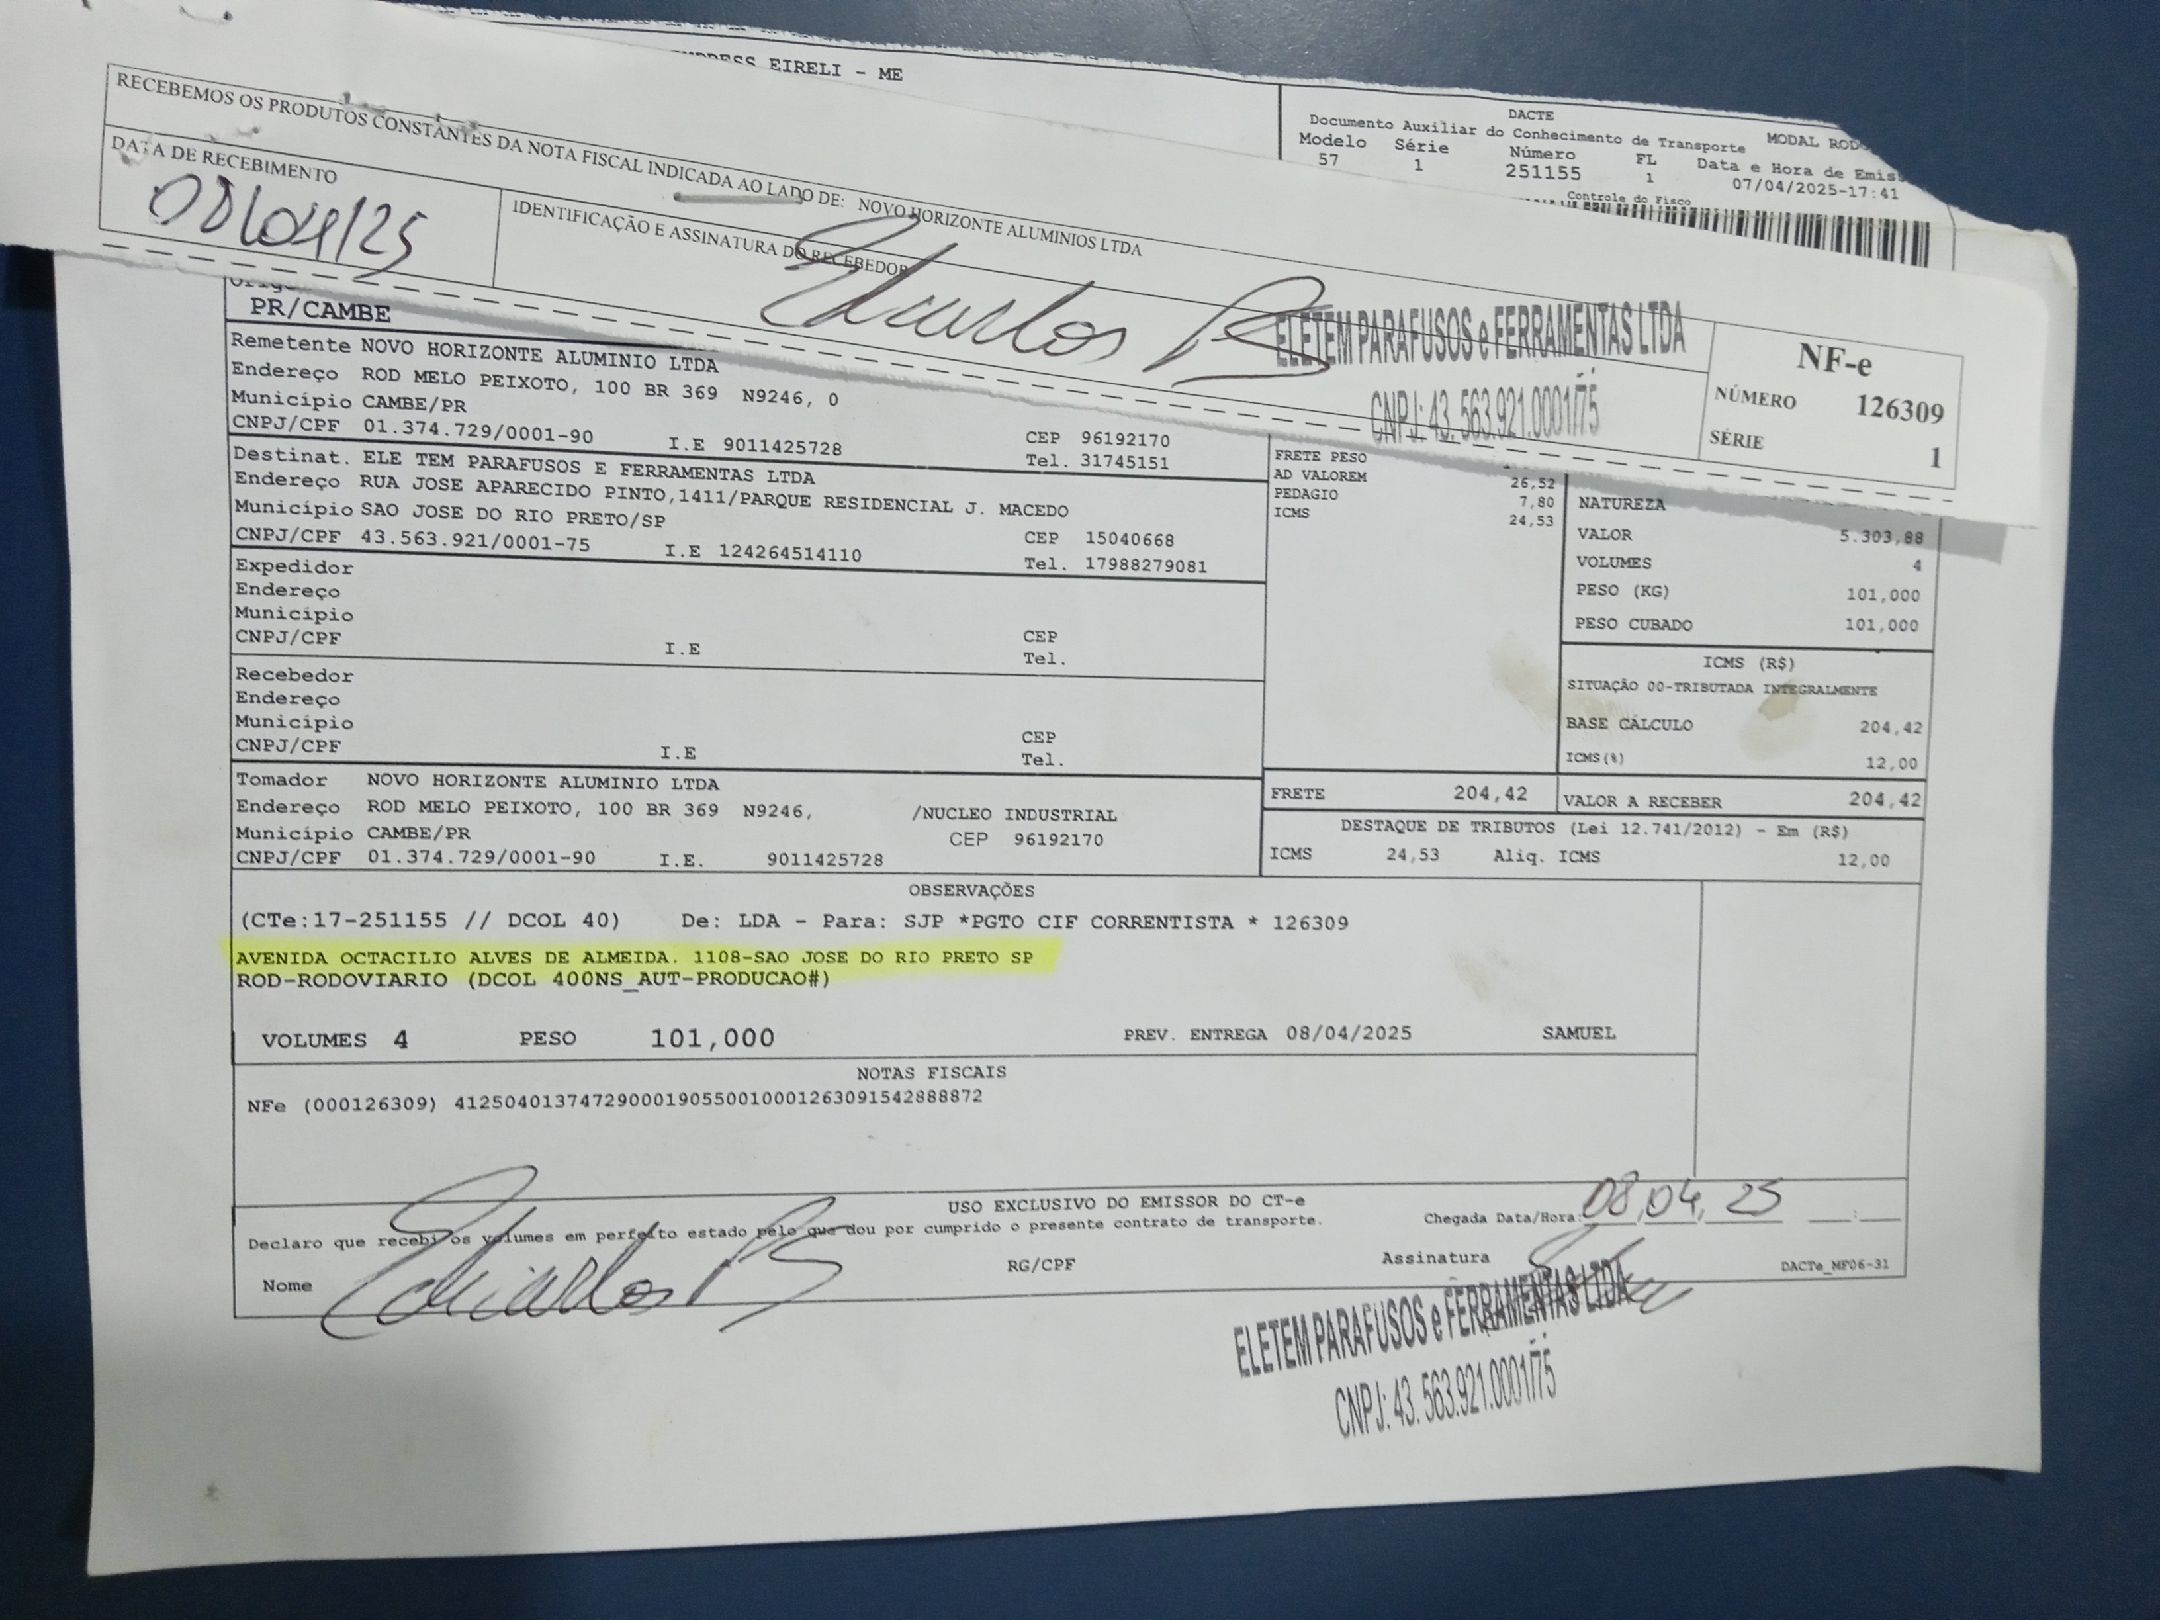 EIRELI - ME
DACTE
Documento Auxiliar do Conhecimento de Transporte
MODAL
Modelo Série Número FL Data e Hora de
57 1 251155 1 07/04/2025-17:41
Controle do Fisco
RECEBEMOS OS PRODUTOS CONSTANTES DA NOTA FISCAL INDICADA AO LADO DE: NOVO HORIZONTE ALUMINIOS LTDA
DATA DE RECEBIMENTO
08/04/25
IDENTIFICAÇÃO E ASSINATURA DO RECEBEDOR
ELETEM PARAFUSOS e FERRAMENTAS LTDA
CNPJ: 43.563.921.0001/75
NF-e
NÚMERO 126309
SÉRIE 1
PR/CAMBE
Remetente NOVO HORIZONTE ALUMINIO LTDA
Endereço ROD MELO PEIXOTO, 100 BR 369 N9246, 0
Município CAMBE/PR
CEP 96192170
CNPJ/CPF 01.374.729/0001-90 I.E 9011425728 Tel. 31745151
Destinat. ELE TEM PARAFUSOS E FERRAMENTAS LTDA
Endereço RUA JOSE APARECIDO PINTO,1411/PARQUE RESIDENCIAL J. MACEDO
Município SAO JOSE DO RIO PRETO/SP
CEP 15040668
CNPJ/CPF 43.563.921/0001-75 I.E 124264514110 Tel. 17988279081
Expedidor
Endereço
Município
CEP
CNPJ/CPF I.E Tel.
Recebedor
Endereço
Município
CEP
CNPJ/CPF I.E Tel.
Tomador NOVO HORIZONTE ALUMINIO LTDA
Endereço ROD MELO PEIXOTO, 100 BR 369 N9246, /NUCLEO INDUSTRIAL
Município CAMBE/PR CEP 96192170
CNPJ/CPF 01.374.729/0001-90 I.E. 9011425728
FRETE PESO
AD VALOREM 26,52
PEDAGIO 7,80
ICMS 24,53
NATUREZA
VALOR 5.303,88
VOLUMES 4
PESO (KG) 101,000
PESO CUBADO 101,000
ICMS (R$)
SITUAÇÃO 00-TRIBUTADA INTEGRALMENTE
BASE CÁLCULO 204,42
ICMS(%) 12,00
FRETE 204,42 VALOR A RECEBER 204,42
DESTAQUE DE TRIBUTOS (Lei 12.741/2012) - Em (R$)
ICMS 24,53 Aliq. ICMS 12,00
OBSERVAÇÕES
(CTe:17-251155 // DCOL 40) De: LDA - Para: SJP *PGTO CIF CORRENTISTA * 126309
AVENIDA OCTACILIO ALVES DE ALMEIDA. 1108-SAO JOSE DO RIO PRETO SP
ROD-RODOVIARIO (DCOL 400NS_AUT-PRODUCAO#)
VOLUMES 4 PESO 101,000 PREV. ENTREGA 08/04/2025 SAMUEL
NOTAS FISCAIS
NFe (000126309) 41250401374729000190550010001263091542888872
USO EXCLUSIVO DO EMISSOR DO CT-e
Declaro que recebi os volumes em perfeito estado pelo que dou por cumprido o presente contrato de transporte.
Chegada Data/Hora: 08,04,25 :
Nome RG/CPF Assinatura
DACTe_MF06-31
ELETEM PARAFUSOS e FERRAMENTAS LTDA
CNPJ: 43.563.921.0001/75